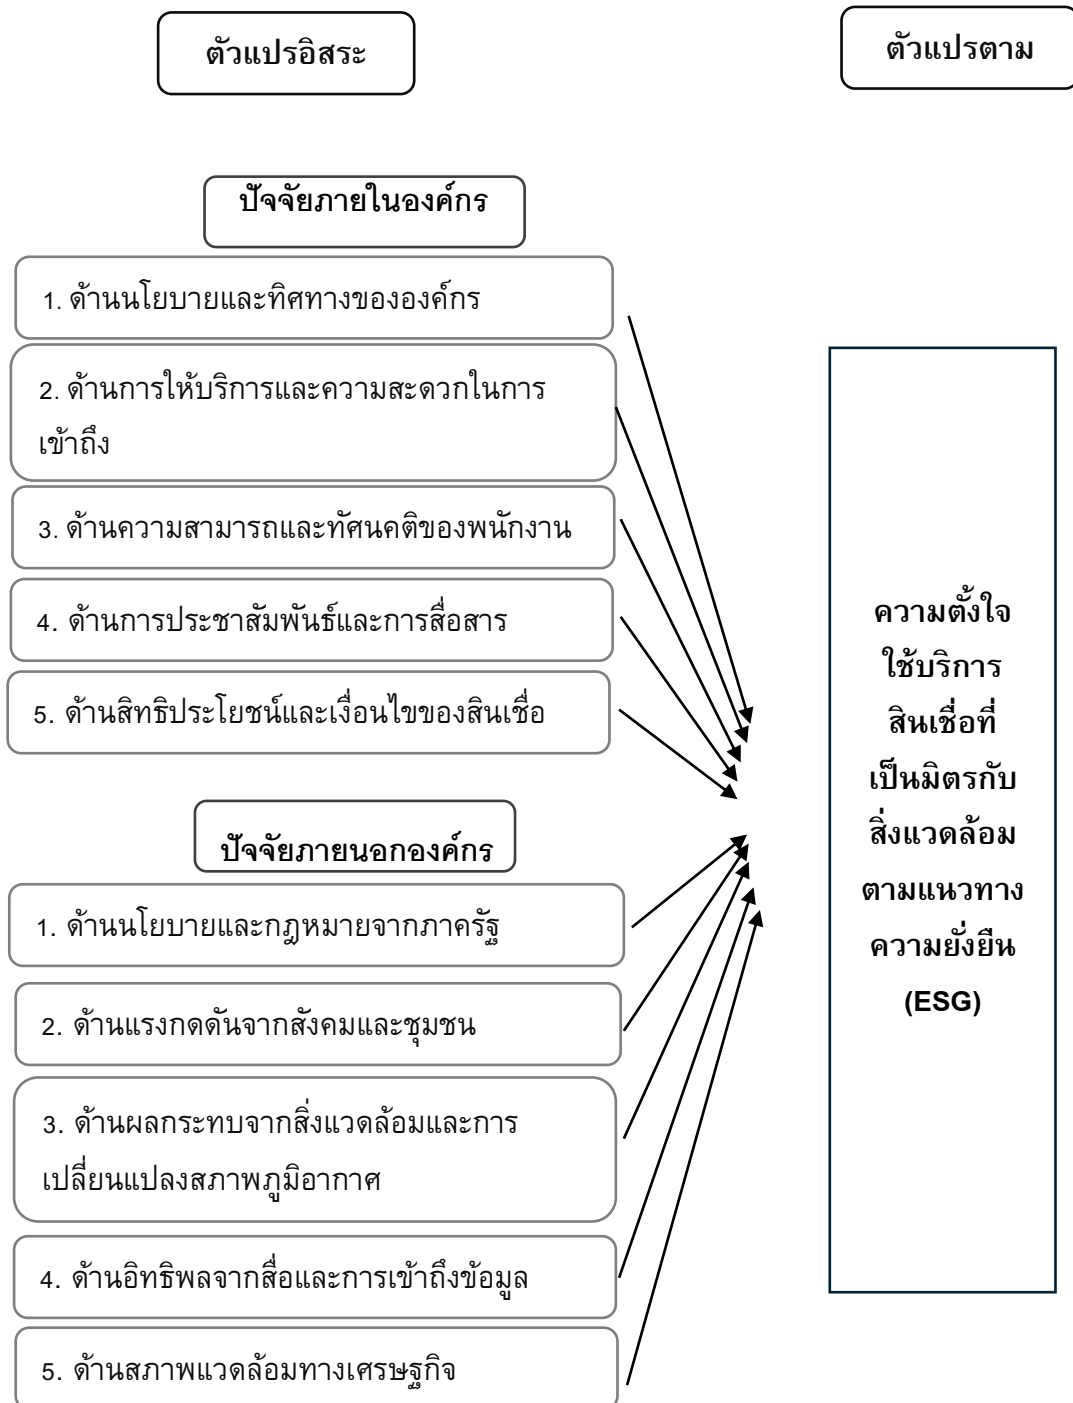 ตัวแปรอิสระ
ตัวแปรตาม
ปัจจัยภายในองค์กร
1. ด้านนโยบายและทิศทางขององค์กร
2. ด้านการให้บริการและความสะดวกในการ
เข้าถึง
3. ด้านความสามารถและทัศนคติของพนักงาน
4. ด้านการประชาสัมพันธ์และการสื่อสาร
5. ด้านสิทธิประโยชน์และเงื่อนไขของสินเชื่อ
ปัจจัยภายนอกองค์กร
1. ด้านนโยบายและกฎหมายจากภาครัฐ
2. ด้านแรงกดดันจากสังคมและชุมชน
3. ด้านผลกระทบจากสิ่งแวดล้อมและการ
เปลี่ยนแปลงสภาพภูมิอากาศ
4. ด้านอิทธิพลจากสื่อและการเข้าถึงข้อมูล
5. ด้านสภาพแวดล้อมทางเศรษฐกิจ
ความตั้งใจ
ใช้บริการ
สินเชื่อที่
เป็นมิตรกับ
สิ่งแวดล้อม
ตามแนวทาง
ความยั่งยืน
(ESG)